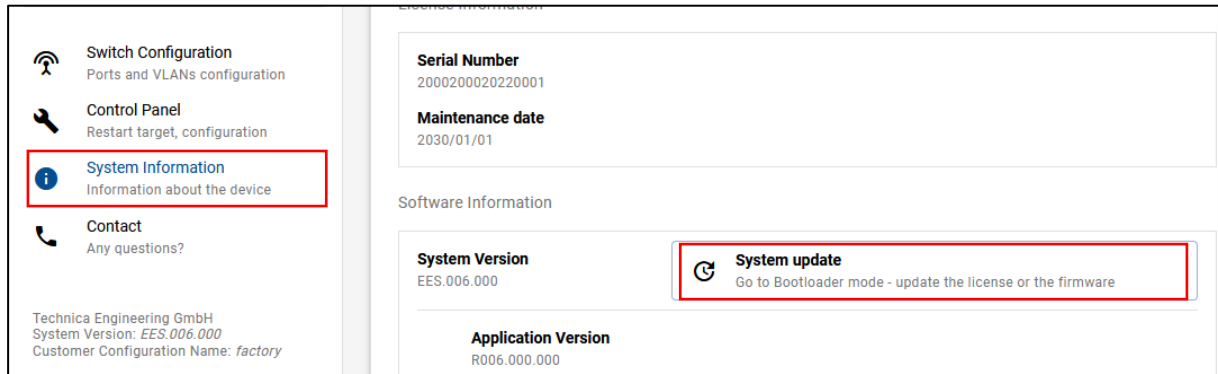 License Information
Switch Configuration
Ports and VLANs configuration
Control Panel
Restart target, configuration
System Information
Information about the device
Contact
Any questions?
Technica Engineering GmbH
System Version: EES.006.000
Customer Configuration Name: factory
Serial Number
2000200020220001
Maintenance date
2030/01/01
Software Information
System Version
EES.006.000
System update
Go to Bootloader mode - update the license or the firmware
Application Version
R006.000.000